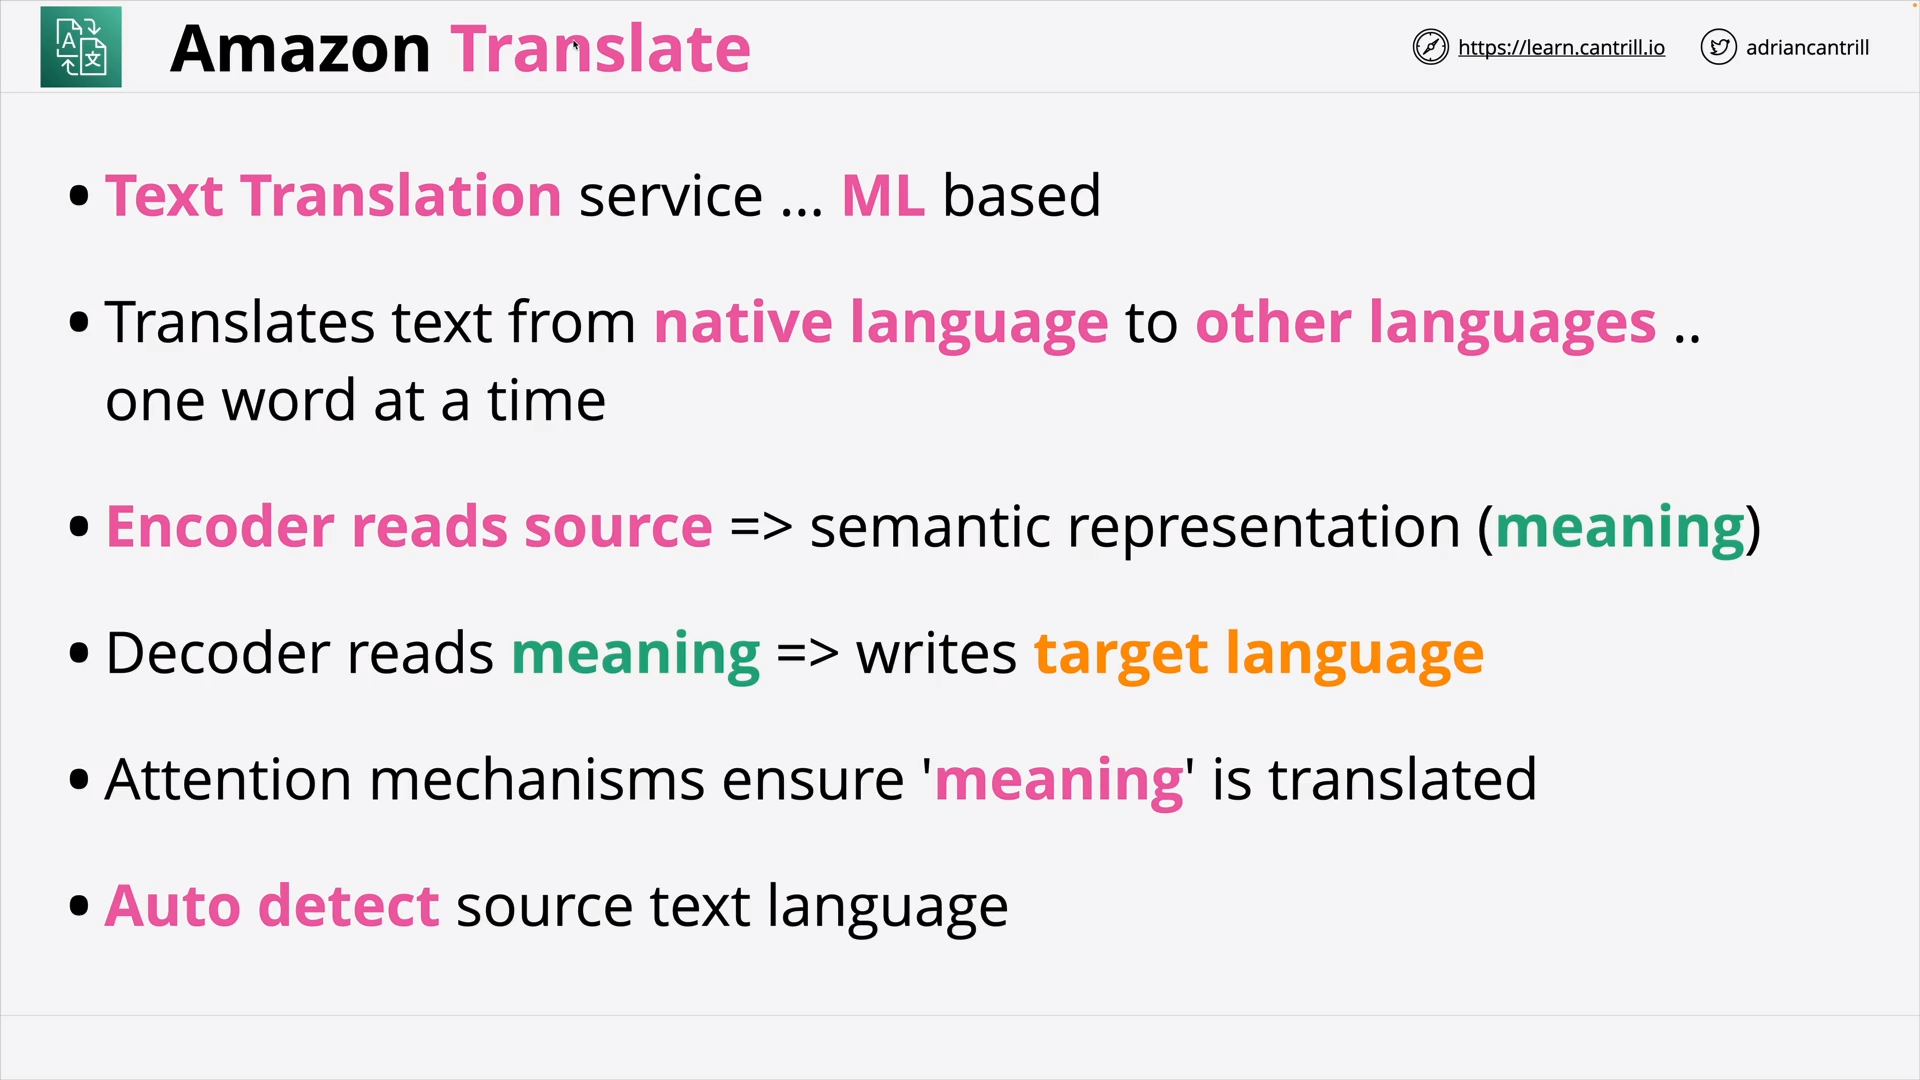 Amazon Translate
https://learn.cantrill.io
adriancantrill
A
文
• Text Translation service ... ML based
• Translates text from native language to other languages ..
one word at a time
• Encoder reads source => semantic representation (meaning)
• Decoder reads meaning => writes target language
• Attention mechanisms ensure 'meaning' is translated
• Auto detect source text language